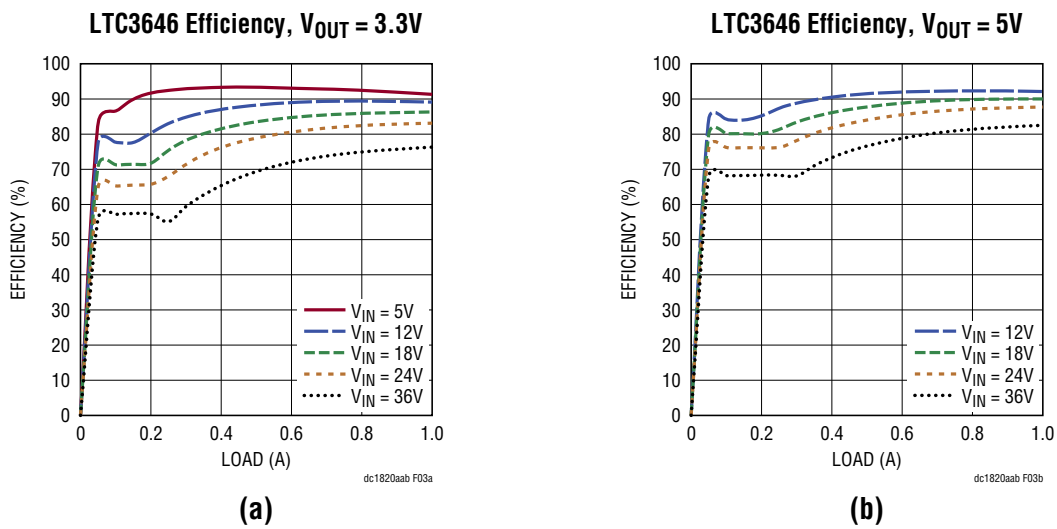 LTC3646 Efficiency, VOUT = 3.3V
100
90
80
70
60
50
40
30
20
10
0
EFFICIENCY (%)
VIN = 5V
VIN = 12V
VIN = 18V
VIN = 24V
VIN = 36V
0 0.2 0.4 0.6 0.8 1.0
LOAD (A)
dc1820aab F03a
(a)
LTC3646 Efficiency, VOUT = 5V
100
90
80
70
60
50
40
30
20
10
0
EFFICIENCY (%)
VIN = 12V
VIN = 18V
VIN = 24V
VIN = 36V
0 0.2 0.4 0.6 0.8 1.0
LOAD (A)
dc1820aab F03b
(b)